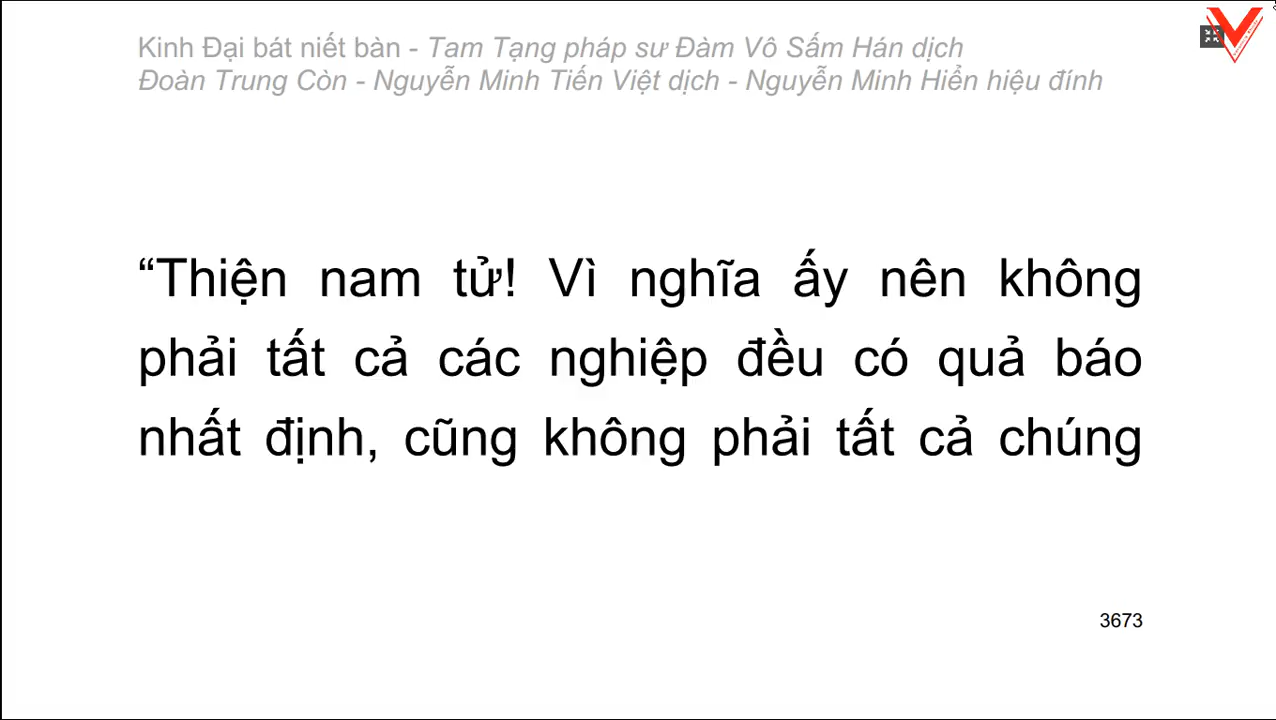 Kinh Đại bát niết bàn - Tam Tạng pháp sư Đàm Vô Sấm Hán dịch
Đoàn Trung Còn - Nguyễn Minh Tiến Việt dịch - Nguyễn Minh Hiển hiệu đính
“Thiện nam tử! Vì nghĩa ấy nên không
phải tất cả các nghiệp đều có quả báo
nhất định, cũng không phải tất cả chúng
3673